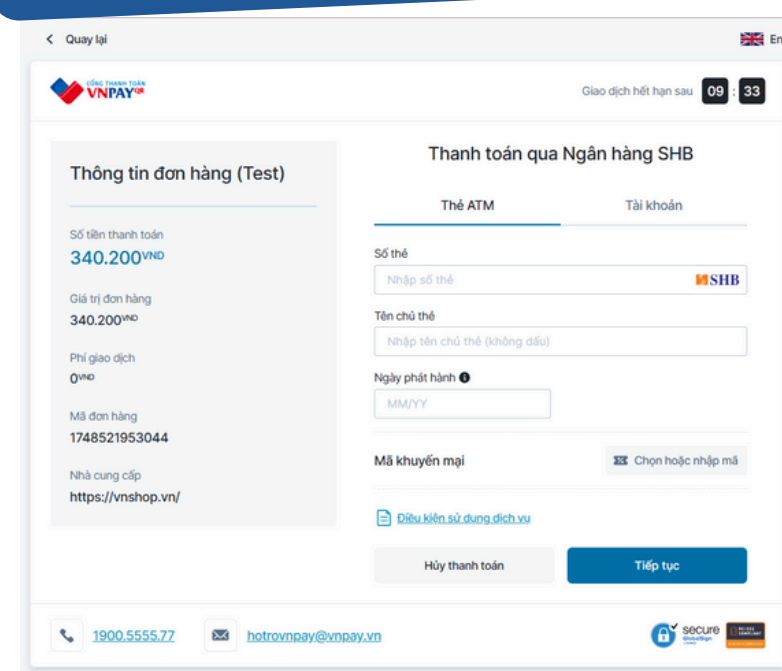 Quay lại
En
CỔNG THANH TOÁN
VNPAYQR
Giao dịch hết hạn sau 09 : 33
Thông tin đơn hàng (Test)
Số tiền thanh toán
340.200VND
Giá trị đơn hàng
340.200VND
Phí giao dịch
0VND
Mã đơn hàng
1748521953044
Nhà cung cấp
https://vnshop.vn/
Thanh toán qua Ngân hàng SHB
Thẻ ATM
Tài khoản
Số thẻ
Nhập số thẻ
SHB
Tên chủ thẻ
Nhập tên chủ thẻ (không dấu)
Ngày phát hành
MM/YY
Mã khuyến mại
Chọn hoặc nhập mã
Điều kiện sử dụng dịch vụ
Hủy thanh toán
Tiếp tục
1900.5555.77
hotrovnpay@vnpay.vn
secure
GlobalSign